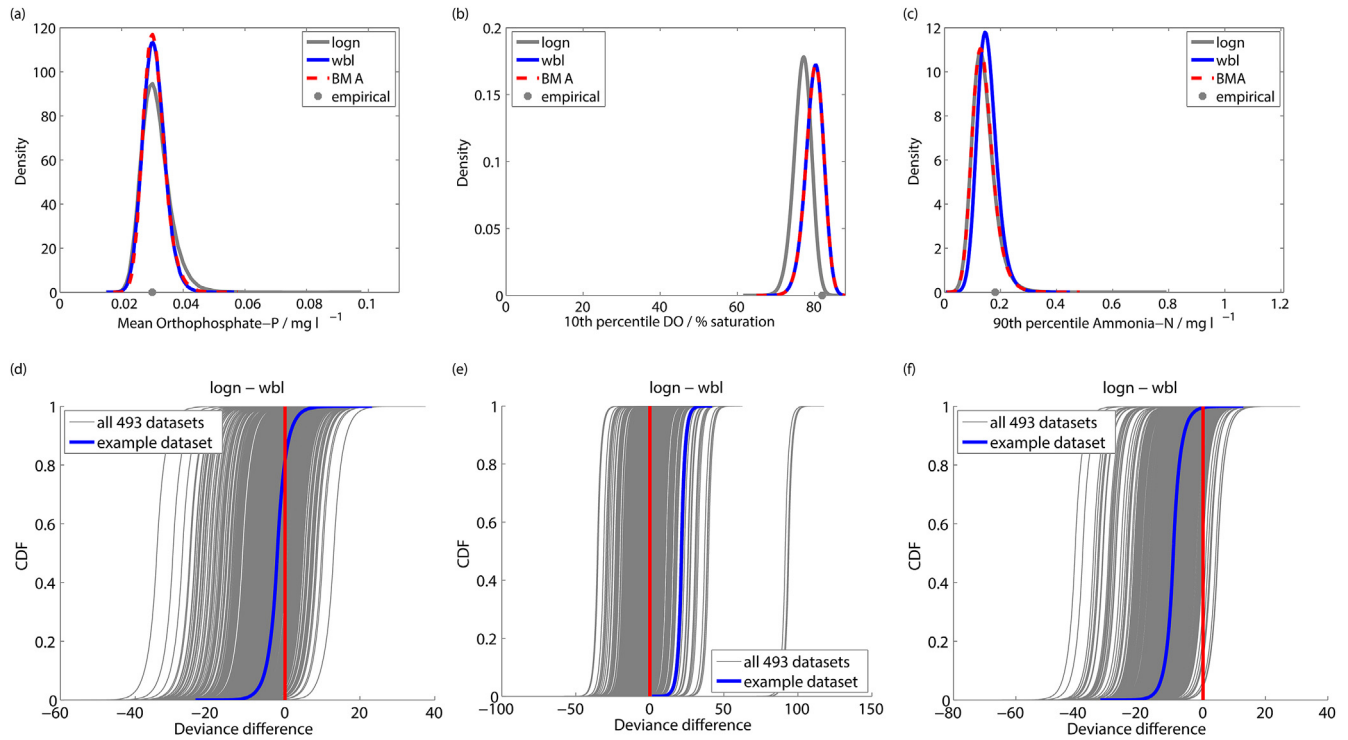 (a)
120
100
80
60
40
20
0
Density
0 0.02 0.04 0.06 0.08 0.1
Mean Orthophosphate–P / mg l −1
logn
wbl
BM A
empirical
(b)
0.2
0.15
0.1
0.05
0
Density
0 20 40 60 80
10th percentile DO / % saturation
logn
wbl
BM A
empirical
(c)
12
10
8
6
4
2
0
Density
0 0.2 0.4 0.6 0.8 1 1.2
90th percentile Ammonia–N / mg l −1
logn
wbl
BM A
empirical
(d)
logn – wbl
1
0.8
0.6
0.4
0.2
0
CDF
−60 −40 −20 0 20 40
Deviance difference
all 493 datasets
example dataset
(e)
logn – wbl
1
0.8
0.6
0.4
0.2
0
CDF
−100 −50 0 50 100 150
Deviance difference
all 493 datasets
example dataset
(f)
logn – wbl
1
0.8
0.6
0.4
0.2
0
CDF
−80 −60 −40 −20 0 20 40
Deviance difference
all 493 datasets
example dataset